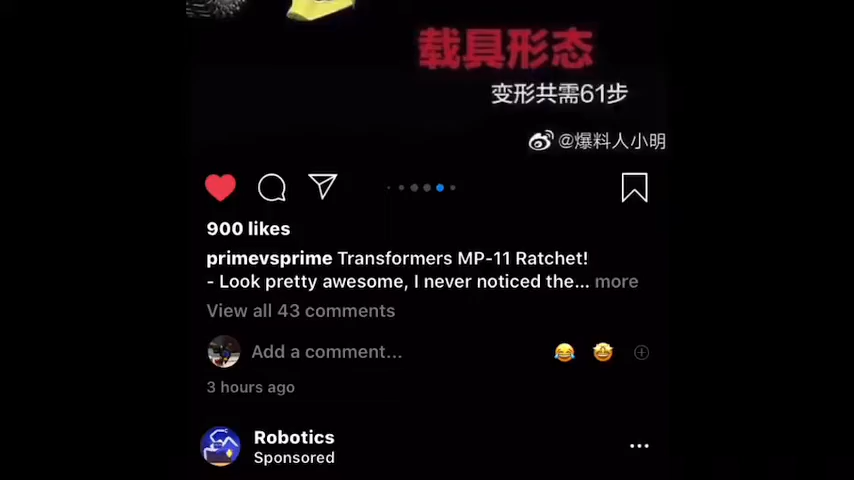 载具形态
变形共需61步
@爆料人小明
900 likes
primevsprime Transformers MP-11 Ratchet!
- Look pretty awesome, I never noticed the... more
View all 43 comments
Add a comment...
3 hours ago
Robotics
Sponsored